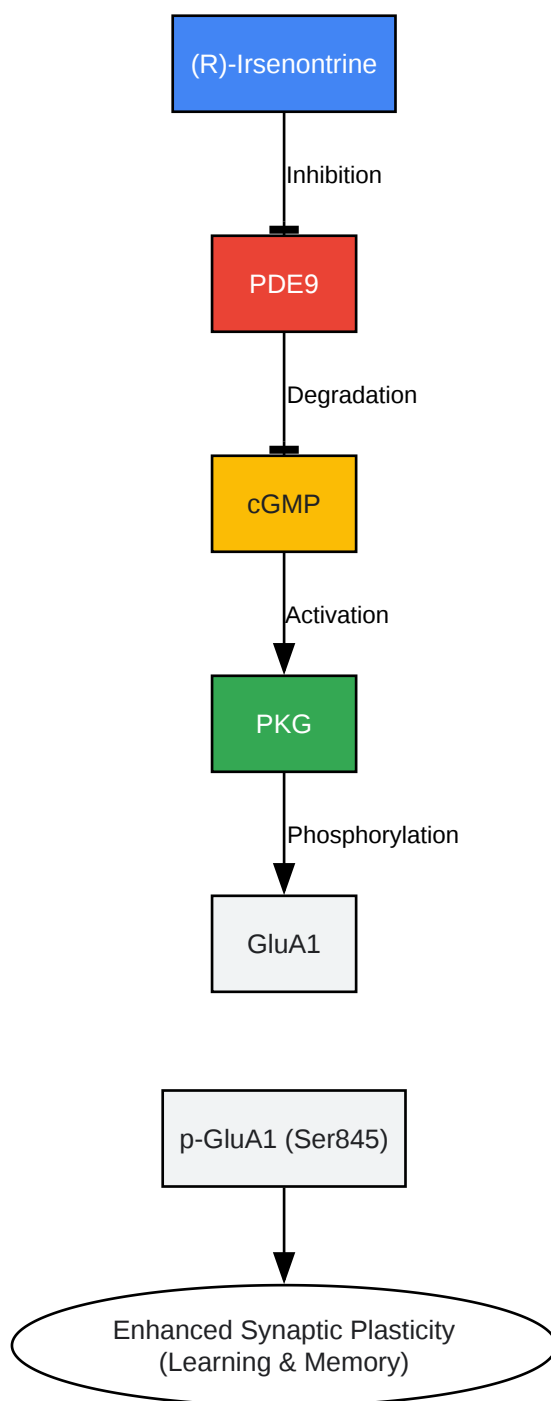 (R)-Irsenontrine
Inhibition
PDE9
Degradation
cGMP
Activation
PKG
Phosphorylation
GluA1
p-GluA1 (Ser845)
Enhanced Synaptic Plasticity
(Learning & Memory)